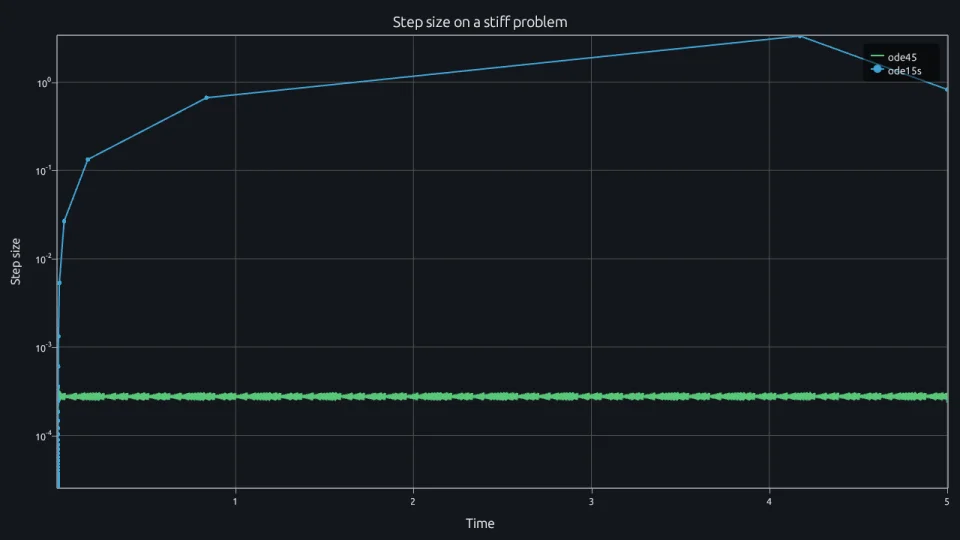 Step size on a stiff problem
ode45
ode15s
10^0
10^-1
10^-2
10^-3
10^-4
Step size
1 2 3 4 5
Time